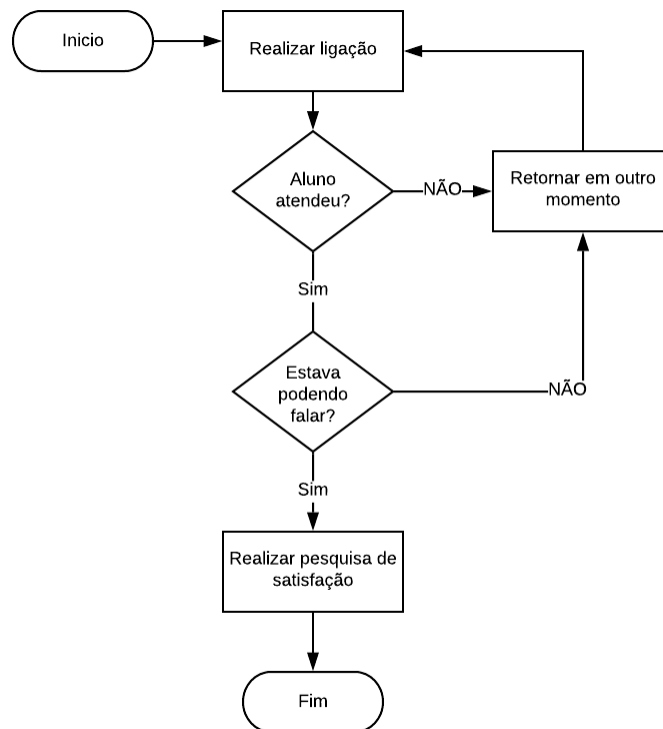 Inicio
Realizar ligação
Aluno
atendeu?
NÃO
Retornar em outro
momento
Sim
Estava
podendo
falar?
NÃO
Sim
Realizar pesquisa de
satisfação
Fim